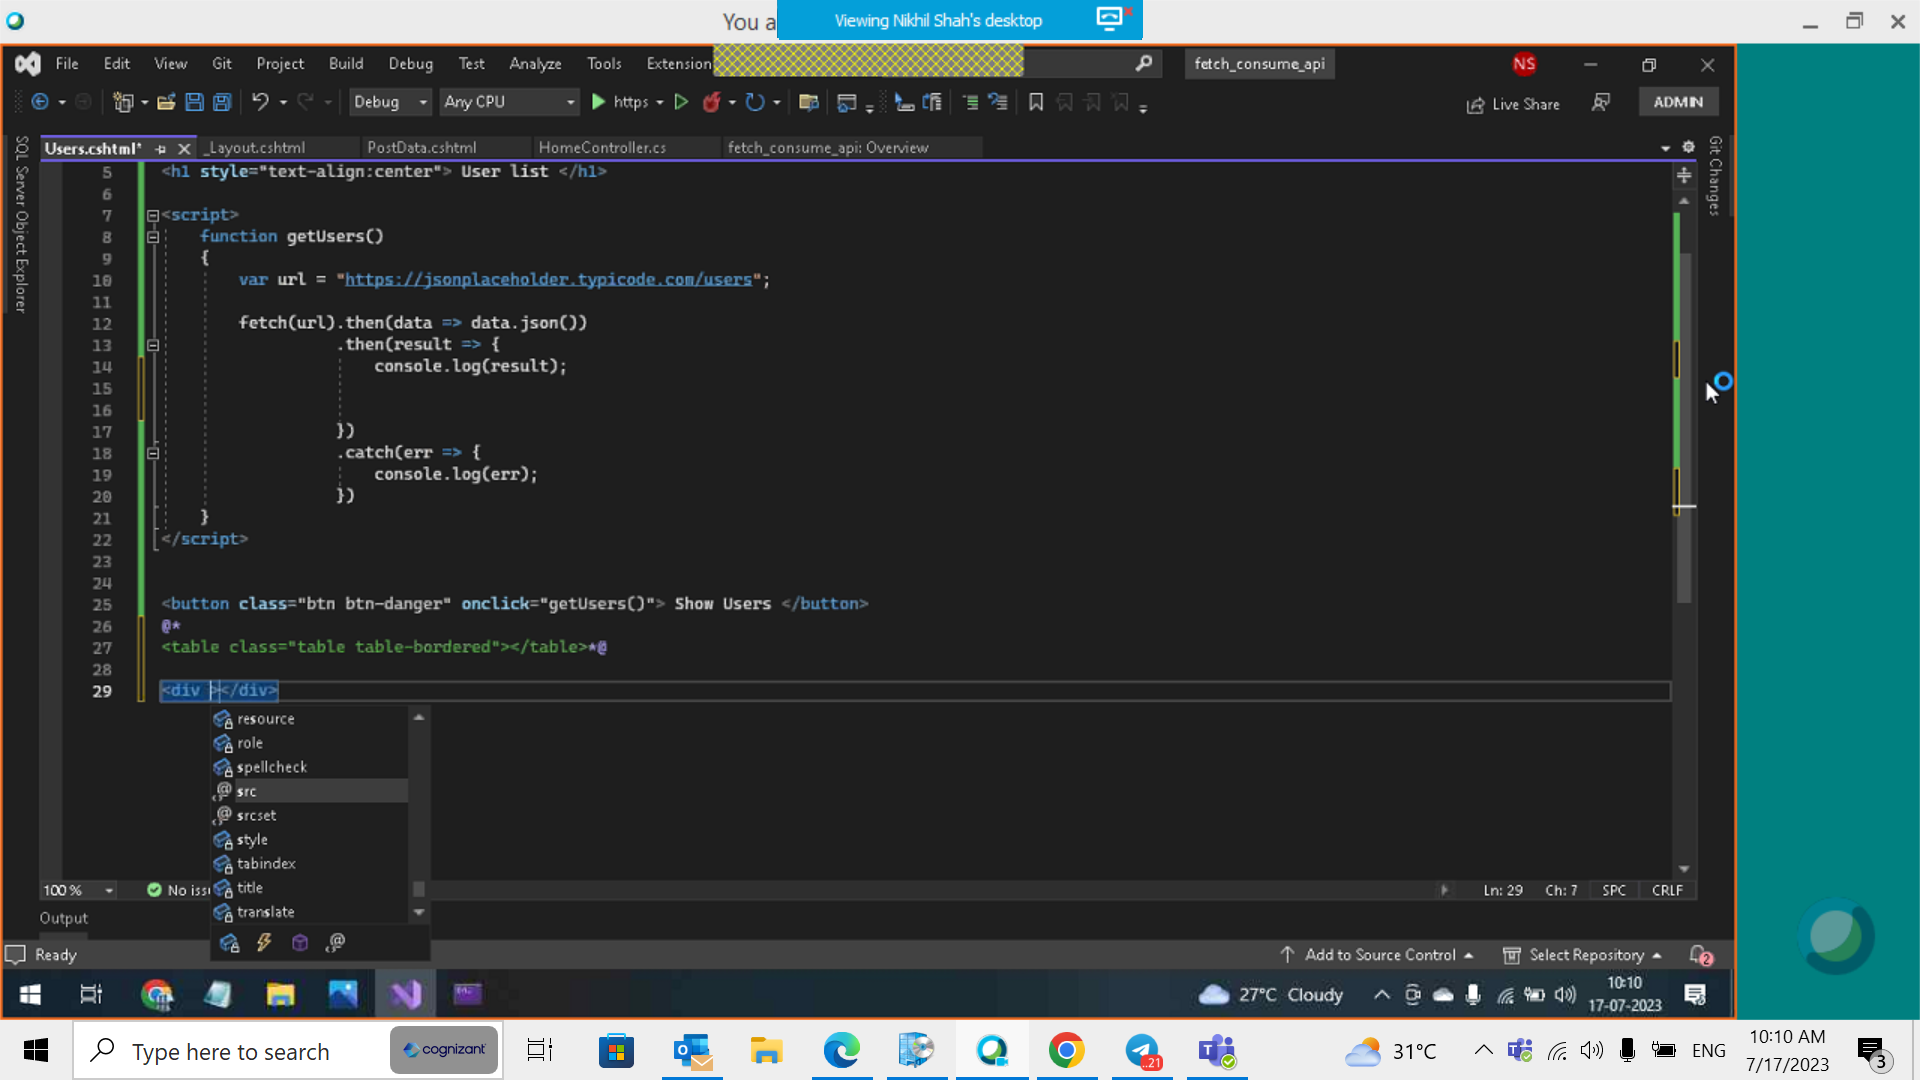 You a
Viewing Nikhil Shah's desktop
File Edit View Git Project Build Debug Test Analyze Tools Extension
fetch_consume_api
NS
Debug Any CPU https Live Share ADMIN
SQL Server Object Explorer
Users.cshtml* _Layout.cshtml PostData.cshtml HomeController.cs fetch_consume_api: Overview
Git Changes
5 <h1 style="text-align:center"> User list </h1>
6
7 <script>
8 function getUsers()
9 {
10 var url = "https://jsonplaceholder.typicode.com/users";
11
12 fetch(url).then(data => data.json())
13 .then(result => {
14 console.log(result);
15
16
17 })
18 .catch(err => {
19 console.log(err);
20 })
21 }
22 </script>
23
24
25 <button class="btn btn-danger" onclick="getUsers()"> Show Users </button>
26 @*
27 <table class="table table-bordered"></table>*@
28
29 <div ></div>
resource
role
spellcheck
src
srcset
style
tabindex
title
translate
100 % No iss Ln: 29 Ch: 7 SPC CRLF
Output
Ready Add to Source Control Select Repository 2
27°C Cloudy 10:10
17-07-2023
Type here to search cognizant ..21 31°C ENG 10:10 AM
7/17/2023 3